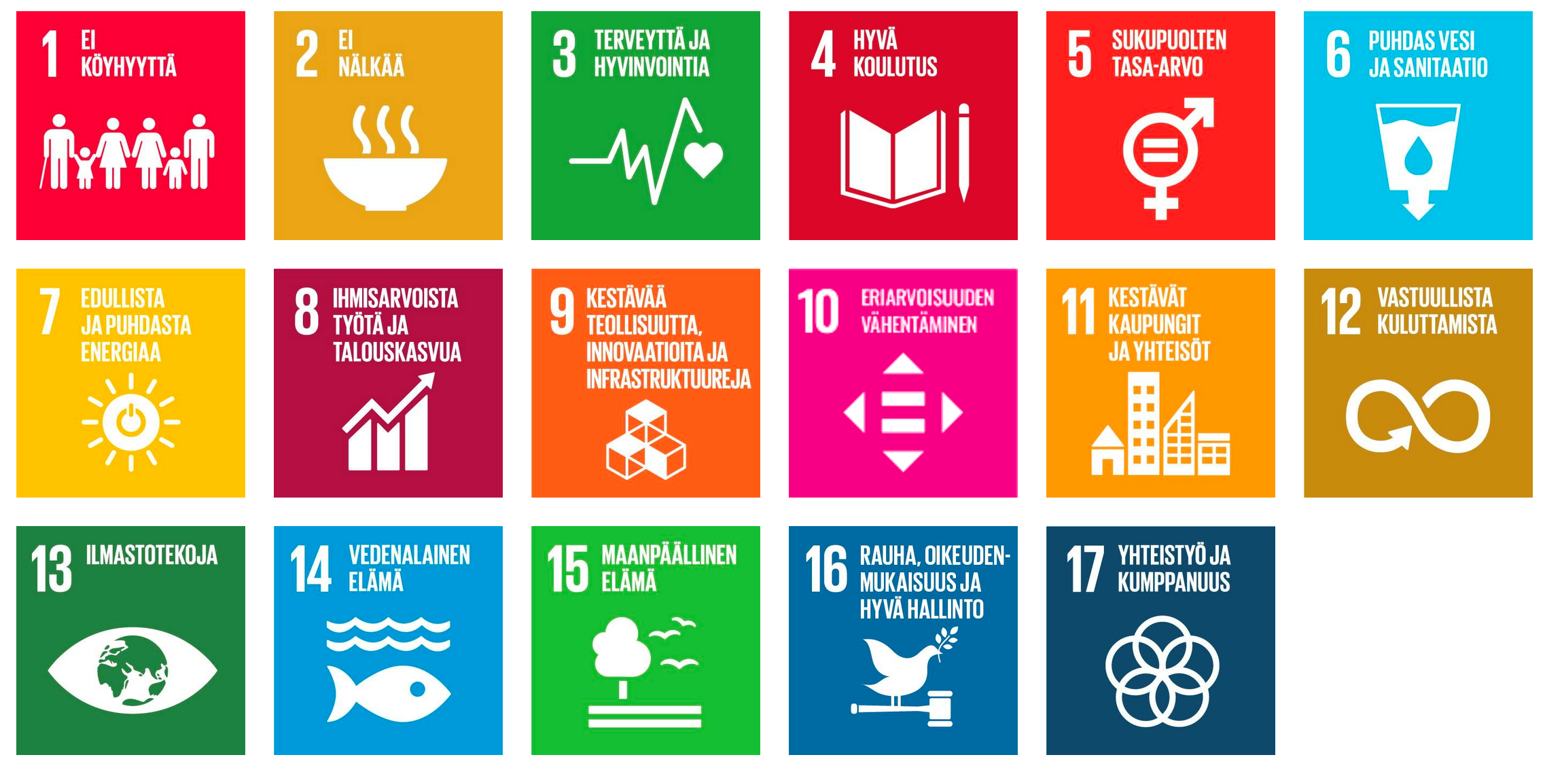 1 EI
KÖYHYYTTÄ
2 EI
NÄLKÄÄ
3 TERVEYTTÄ JA
HYVINVOINTIA
4 HYVÄ
KOULUTUS
5 SUKUPUOLTEN
TASA-ARVO
6 PUHDAS VESI
JA SANITAATIO
7 EDULLISTA
JA PUHDASTA
ENERGIAA
8 IHMISARVOISTA
TYÖTÄ JA
TALOUSKASVUA
9 KESTÄVÄÄ
TEOLLISUUTTA,
INNOVAATIOITA JA
INFRASTRUKTUUREJA
10 ERIARVOISUUDEN
VÄHENTÄMINEN
11 KESTÄVÄT
KAUPUNGIT
JA YHTEISÖT
12 VASTUULLISTA
KULUTTAMISTA
13 ILMASTOTEKOJA
14 VEDENALAINEN
ELÄMÄ
15 MAANPÄÄLLINEN
ELÄMÄ
16 RAUHA, OIKEUDEN-
MUKAISUUS JA
HYVÄ HALLINTO
17 YHTEISTYÖ JA
KUMPPANUUS